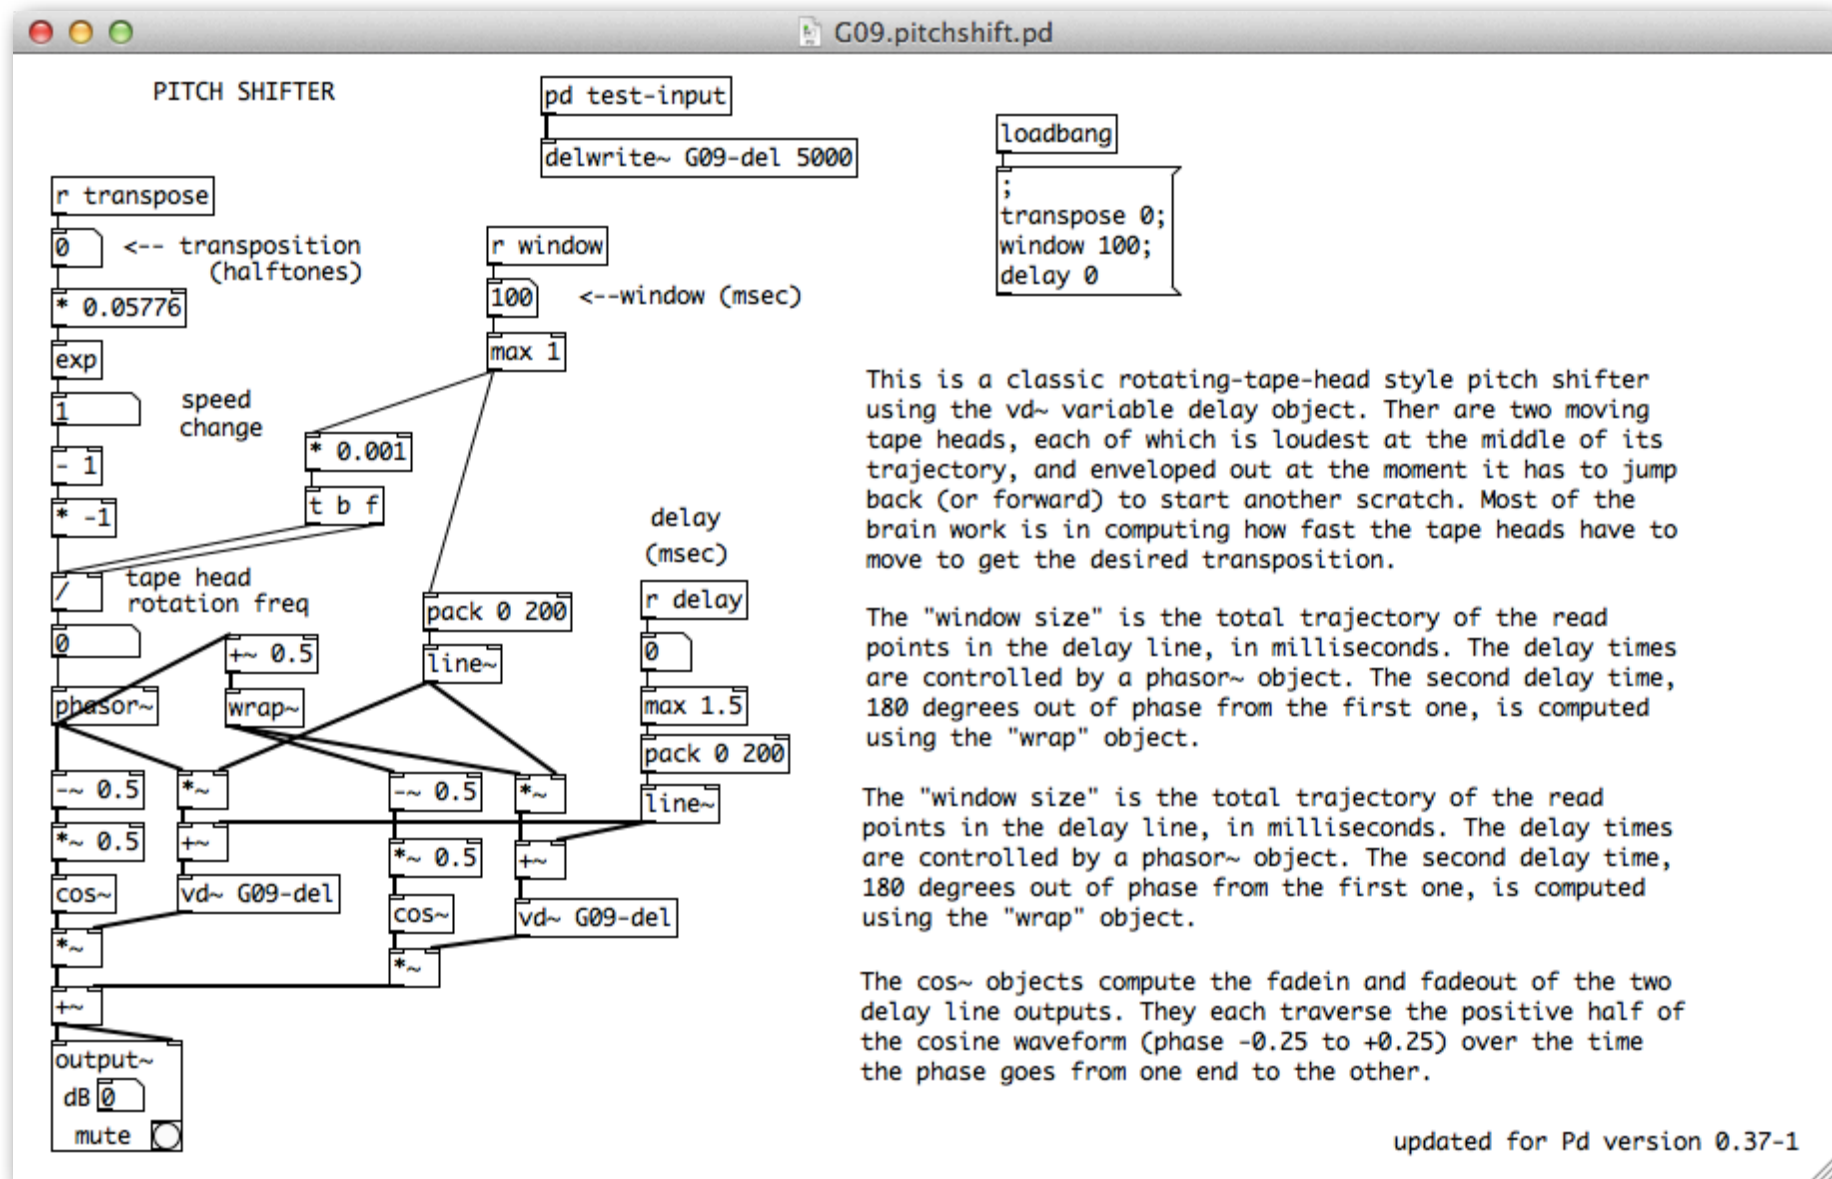 G09.pitchshift.pd
PITCH SHIFTER
pd test-input
delwrite~ G09-del 5000
loadbang
;
transpose 0;
window 100;
delay 0
r transpose
0
<-- transposition
(halftones)
* 0.05776
exp
1
speed
change
- 1
* -1
r window
100
<--window (msec)
max 1
* 0.001
t b f
/
tape head
rotation freq
0
phasor~
+~ 0.5
wrap~
pack 0 200
line~
delay
(msec)
r delay
0
max 1.5
pack 0 200
line~
-~ 0.5
*~
-~ 0.5
*~
*~ 0.5
+~
*~ 0.5
+~
cos~
vd~ G09-del
cos~
vd~ G09-del
*~
*~
+~
output~
dB 0
mute
This is a classic rotating-tape-head style pitch shifter
using the vd~ variable delay object. Ther are two moving
tape heads, each of which is loudest at the middle of its
trajectory, and enveloped out at the moment it has to jump
back (or forward) to start another scratch. Most of the
brain work is in computing how fast the tape heads have to
move to get the desired transposition.
The "window size" is the total trajectory of the read
points in the delay line, in milliseconds. The delay times
are controlled by a phasor~ object. The second delay time,
180 degrees out of phase from the first one, is computed
using the "wrap" object.
The "window size" is the total trajectory of the read
points in the delay line, in milliseconds. The delay times
are controlled by a phasor~ object. The second delay time,
180 degrees out of phase from the first one, is computed
using the "wrap" object.
The cos~ objects compute the fadein and fadeout of the two
delay line outputs. They each traverse the positive half of
the cosine waveform (phase -0.25 to +0.25) over the time
the phase goes from one end to the other.
updated for Pd version 0.37-1